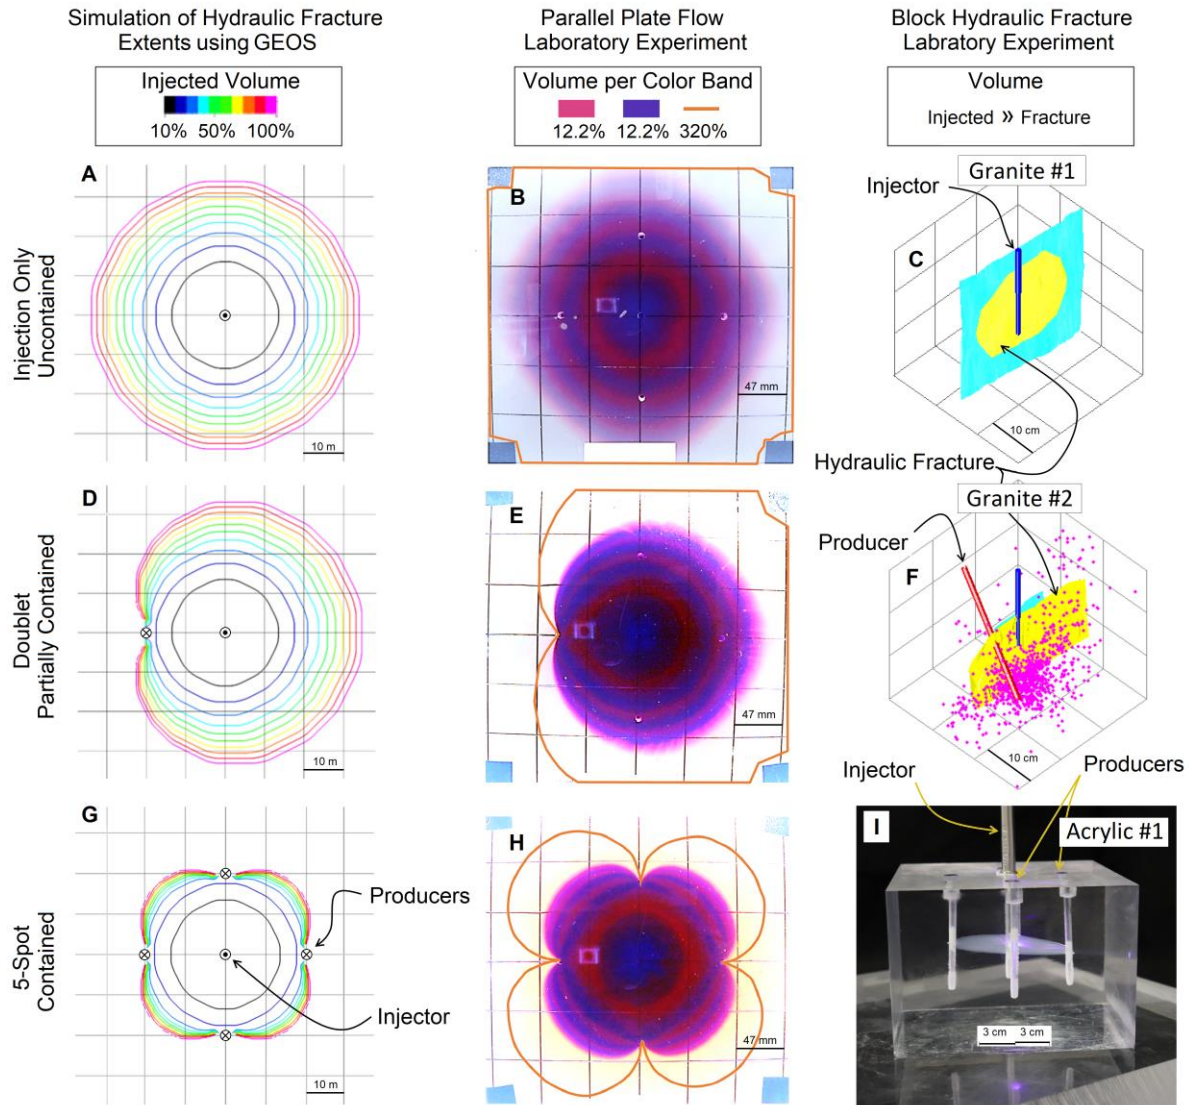 Simulation of Hydraulic Fracture
Extents using GEOS
Parallel Plate Flow
Laboratory Experiment
Block Hydraulic Fracture
Labratory Experiment
Injected Volume
10% 50% 100%
Volume per Color Band
12.2% 12.2% 320%
Volume
Injected » Fracture
Injection Only
Uncontained
A
10 m
B
47 mm
Granite #1
Injector
C
10 cm
Hydraulic Fracture
Doublet
Partially Contained
D
10 m
E
47 mm
Granite #2
Producer
F
10 cm
5-Spot
Contained
G
Producers
Injector
10 m
H
47 mm
Injector
Producers
I
Acrylic #1
3 cm 3 cm